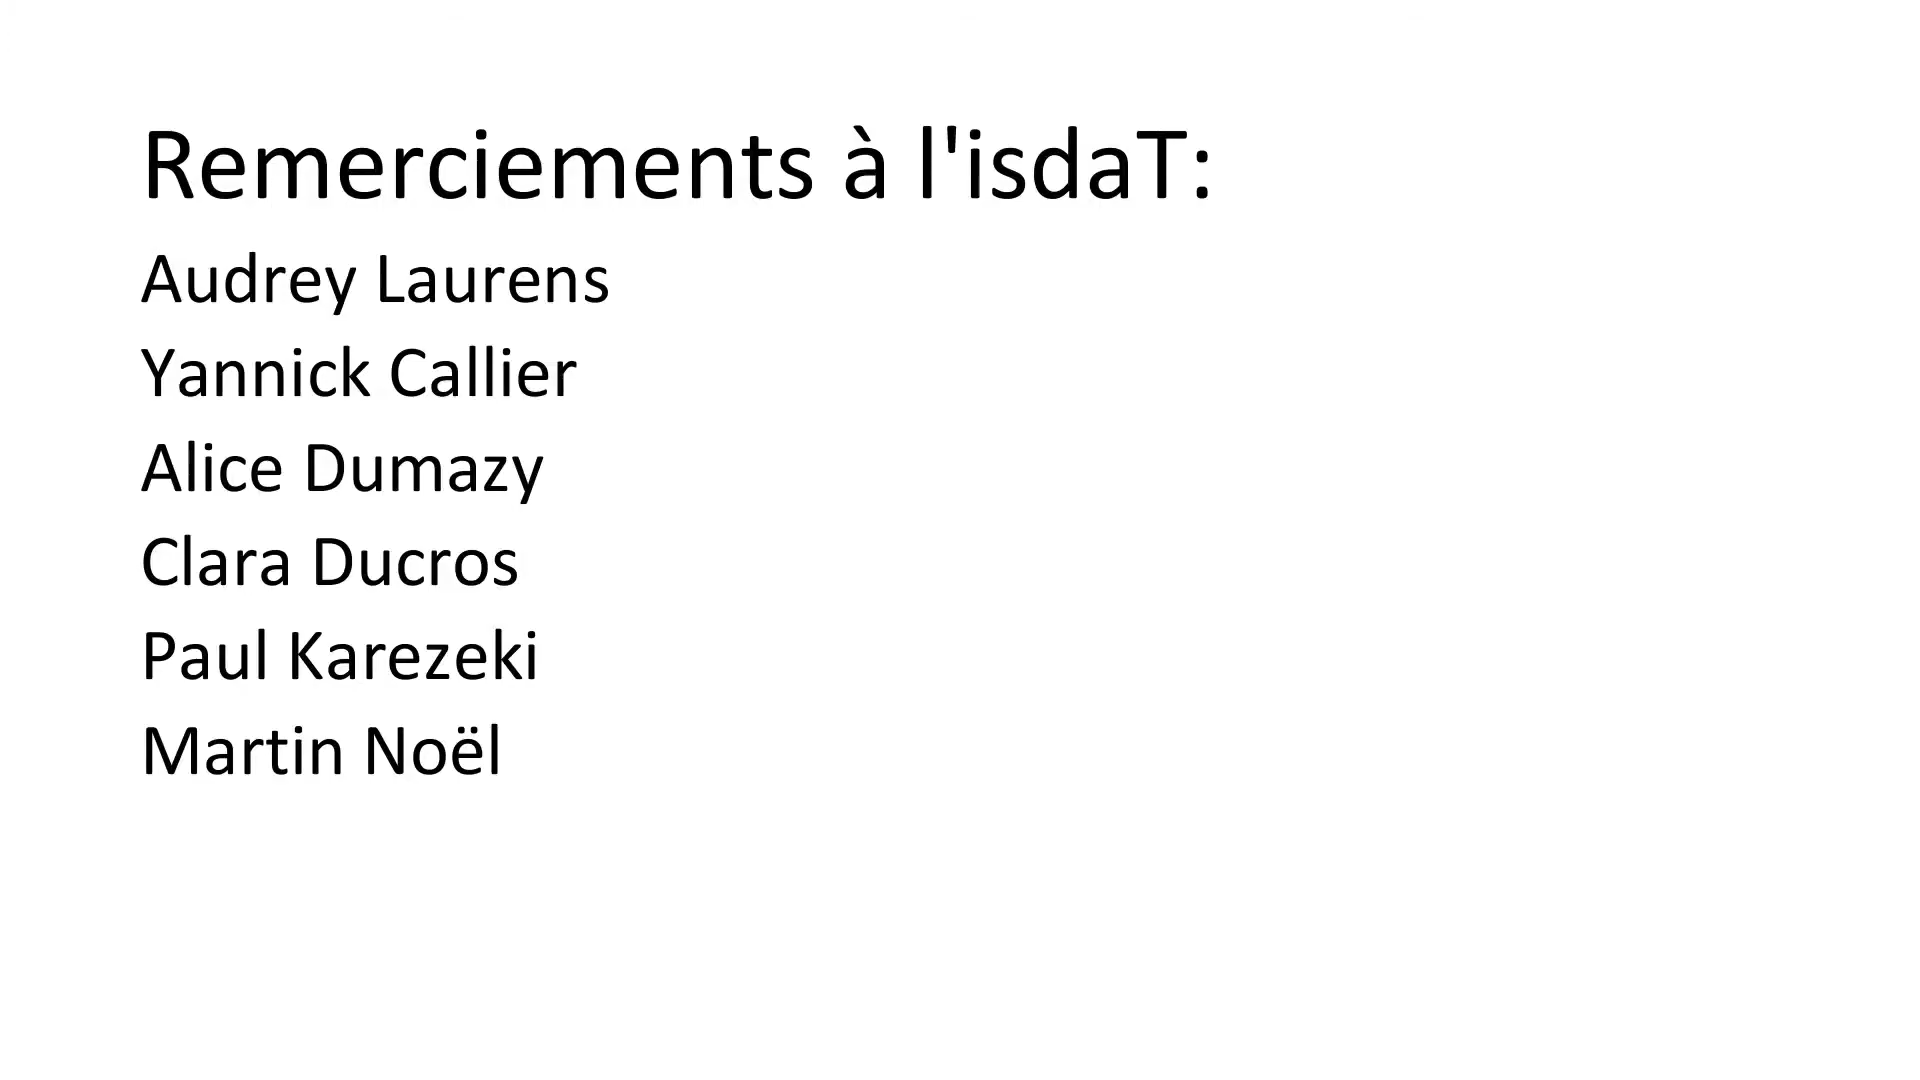 Remerciements à l'isdaT:
Audrey Laurens
Yannick Callier
Alice Dumazy
Clara Ducros
Paul Karezeki
Martin Noël